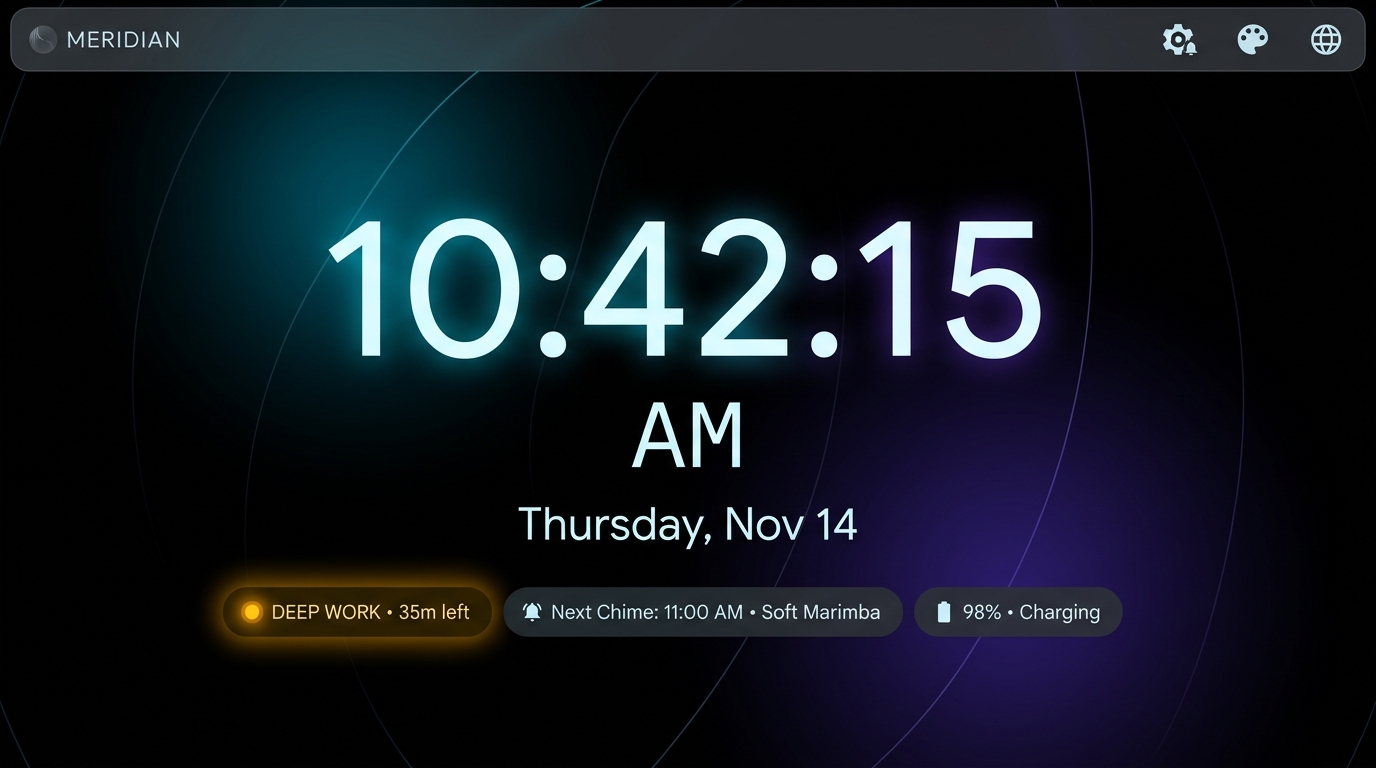 MERIDIAN
10:42:15
AM
Thursday, Nov 14
DEEP WORK • 35m left
Next Chime: 11:00 AM • Soft Marimba
98% • Charging